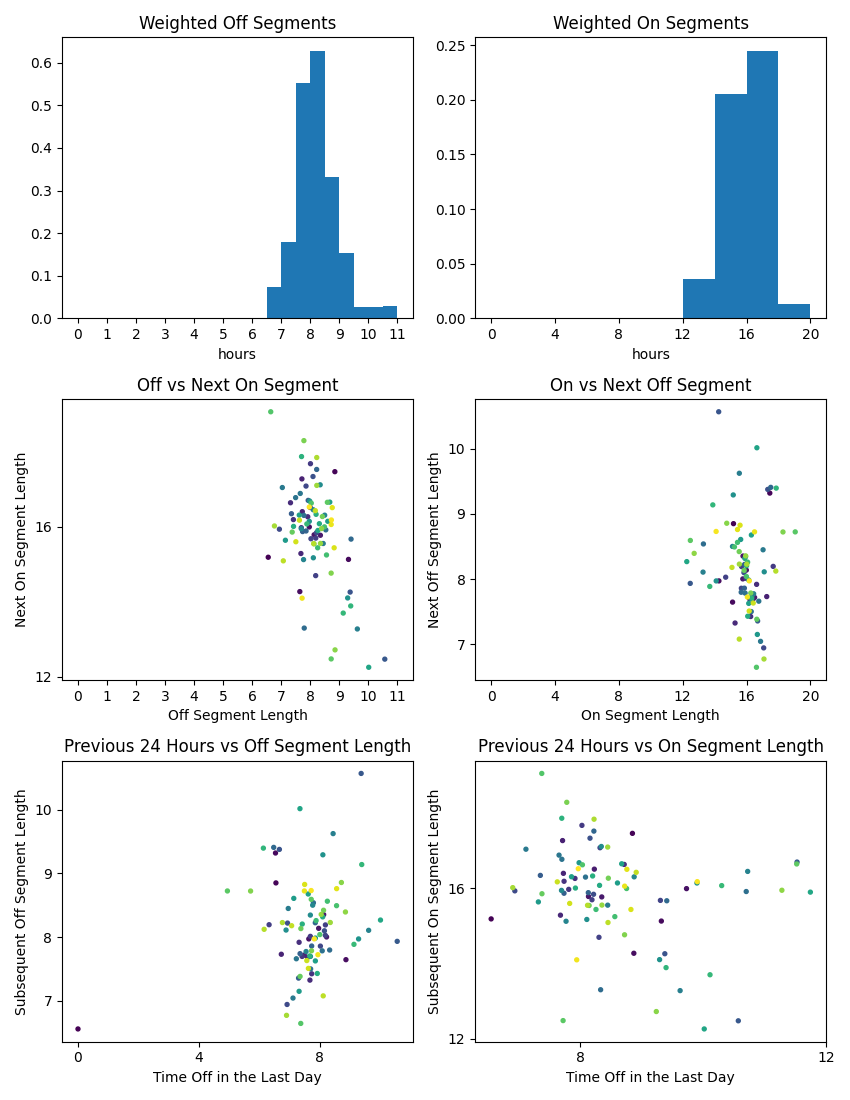 Weighted Off Segments
0.0
0.1
0.2
0.3
0.4
0.5
0.6
0 1 2 3 4 5 6 7 8 9 10 11
hours
Weighted On Segments
0.00
0.05
0.10
0.15
0.20
0.25
0 4 8 12 16 20
hours
Off vs Next On Segment
Next On Segment Length
12
16
0 1 2 3 4 5 6 7 8 9 10 11
Off Segment Length
On vs Next Off Segment
Next Off Segment Length
7
8
9
10
0 4 8 12 16 20
On Segment Length
Previous 24 Hours vs Off Segment Length
Subsequent Off Segment Length
7
8
9
10
0 4 8
Time Off in the Last Day
Previous 24 Hours vs On Segment Length
Subsequent On Segment Length
12
16
8 12
Time Off in the Last Day